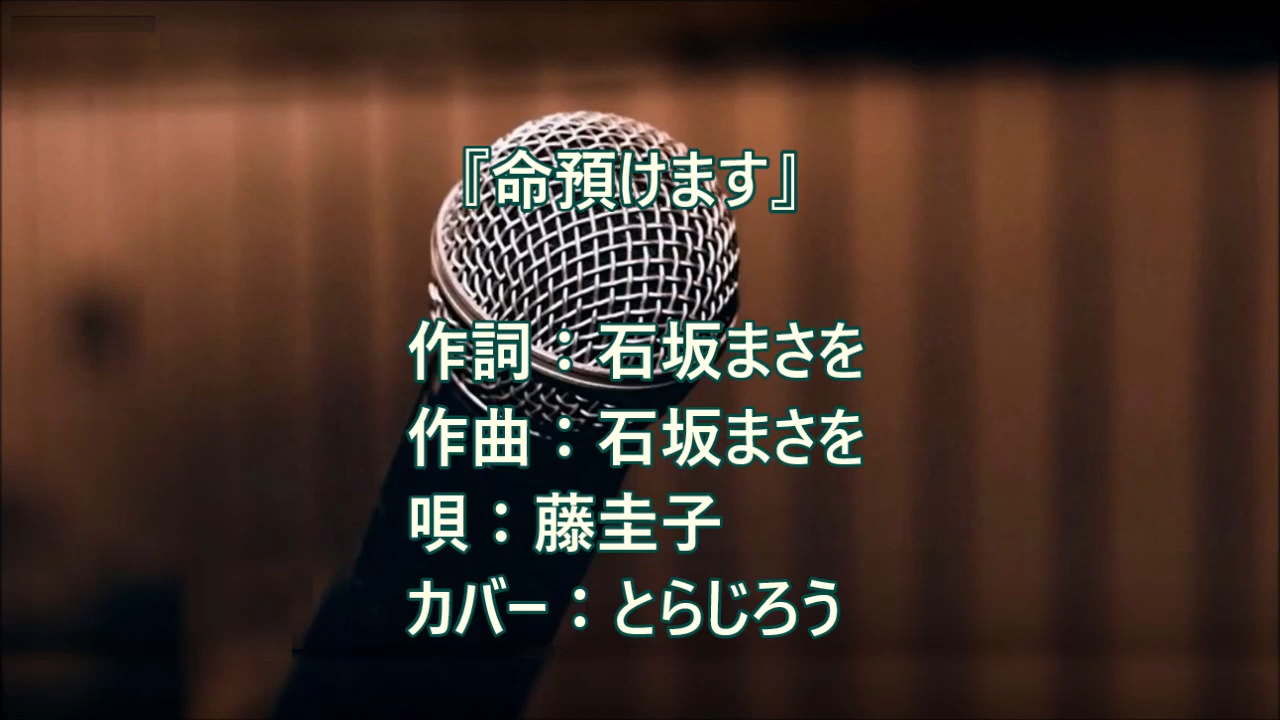 『命預けます』
作詞：石坂まさを
作曲：石坂まさを
唄：藤圭子
カバー：とらじろう